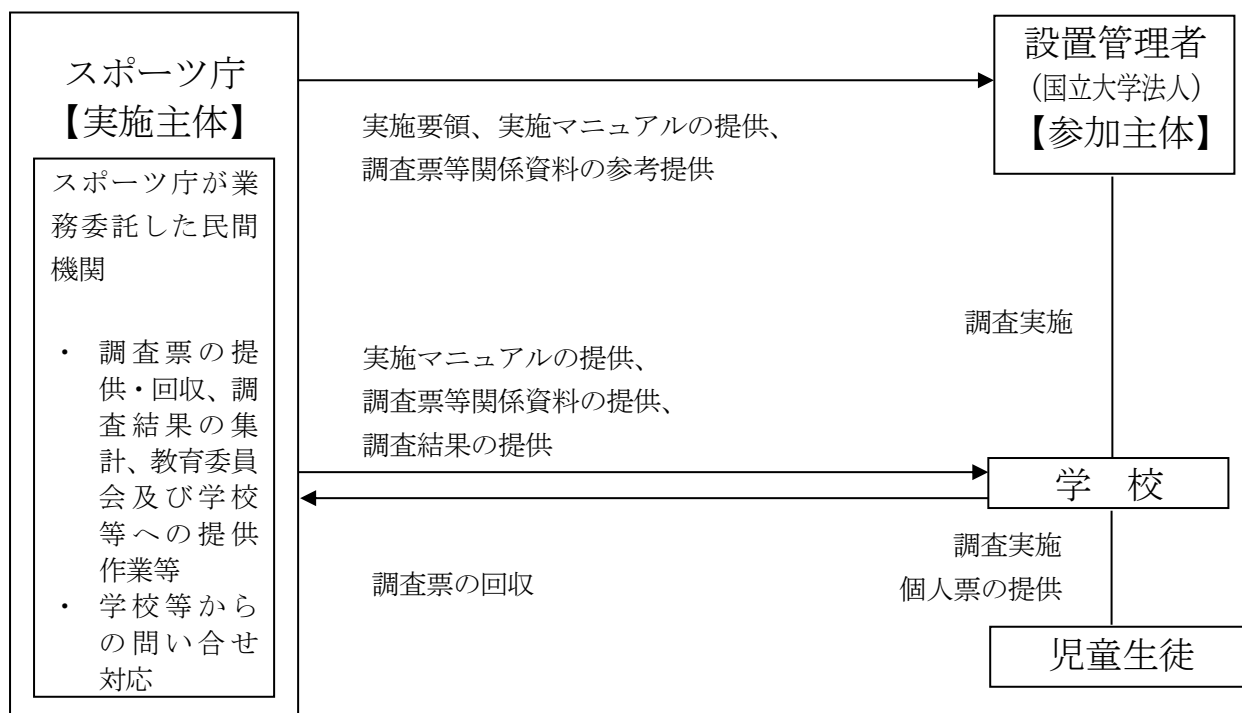 スポーツ庁
【実施主体】
スポーツ庁が業
務委託した民間
機関
・ 調査票の提
供・回収、調
査結果の集
計、教育委員
会及び学校
等への提供
作業等
・ 学校等から
の問い合せ
対応
実施要領、実施マニュアルの提供、
調査票等関係資料の参考提供
設置管理者
（国立大学法人）
【参加主体】
調査実施
実施マニュアルの提供、
調査票等関係資料の提供、
調査結果の提供
学 校
調査票の回収
調査実施
個人票の提供
児童生徒